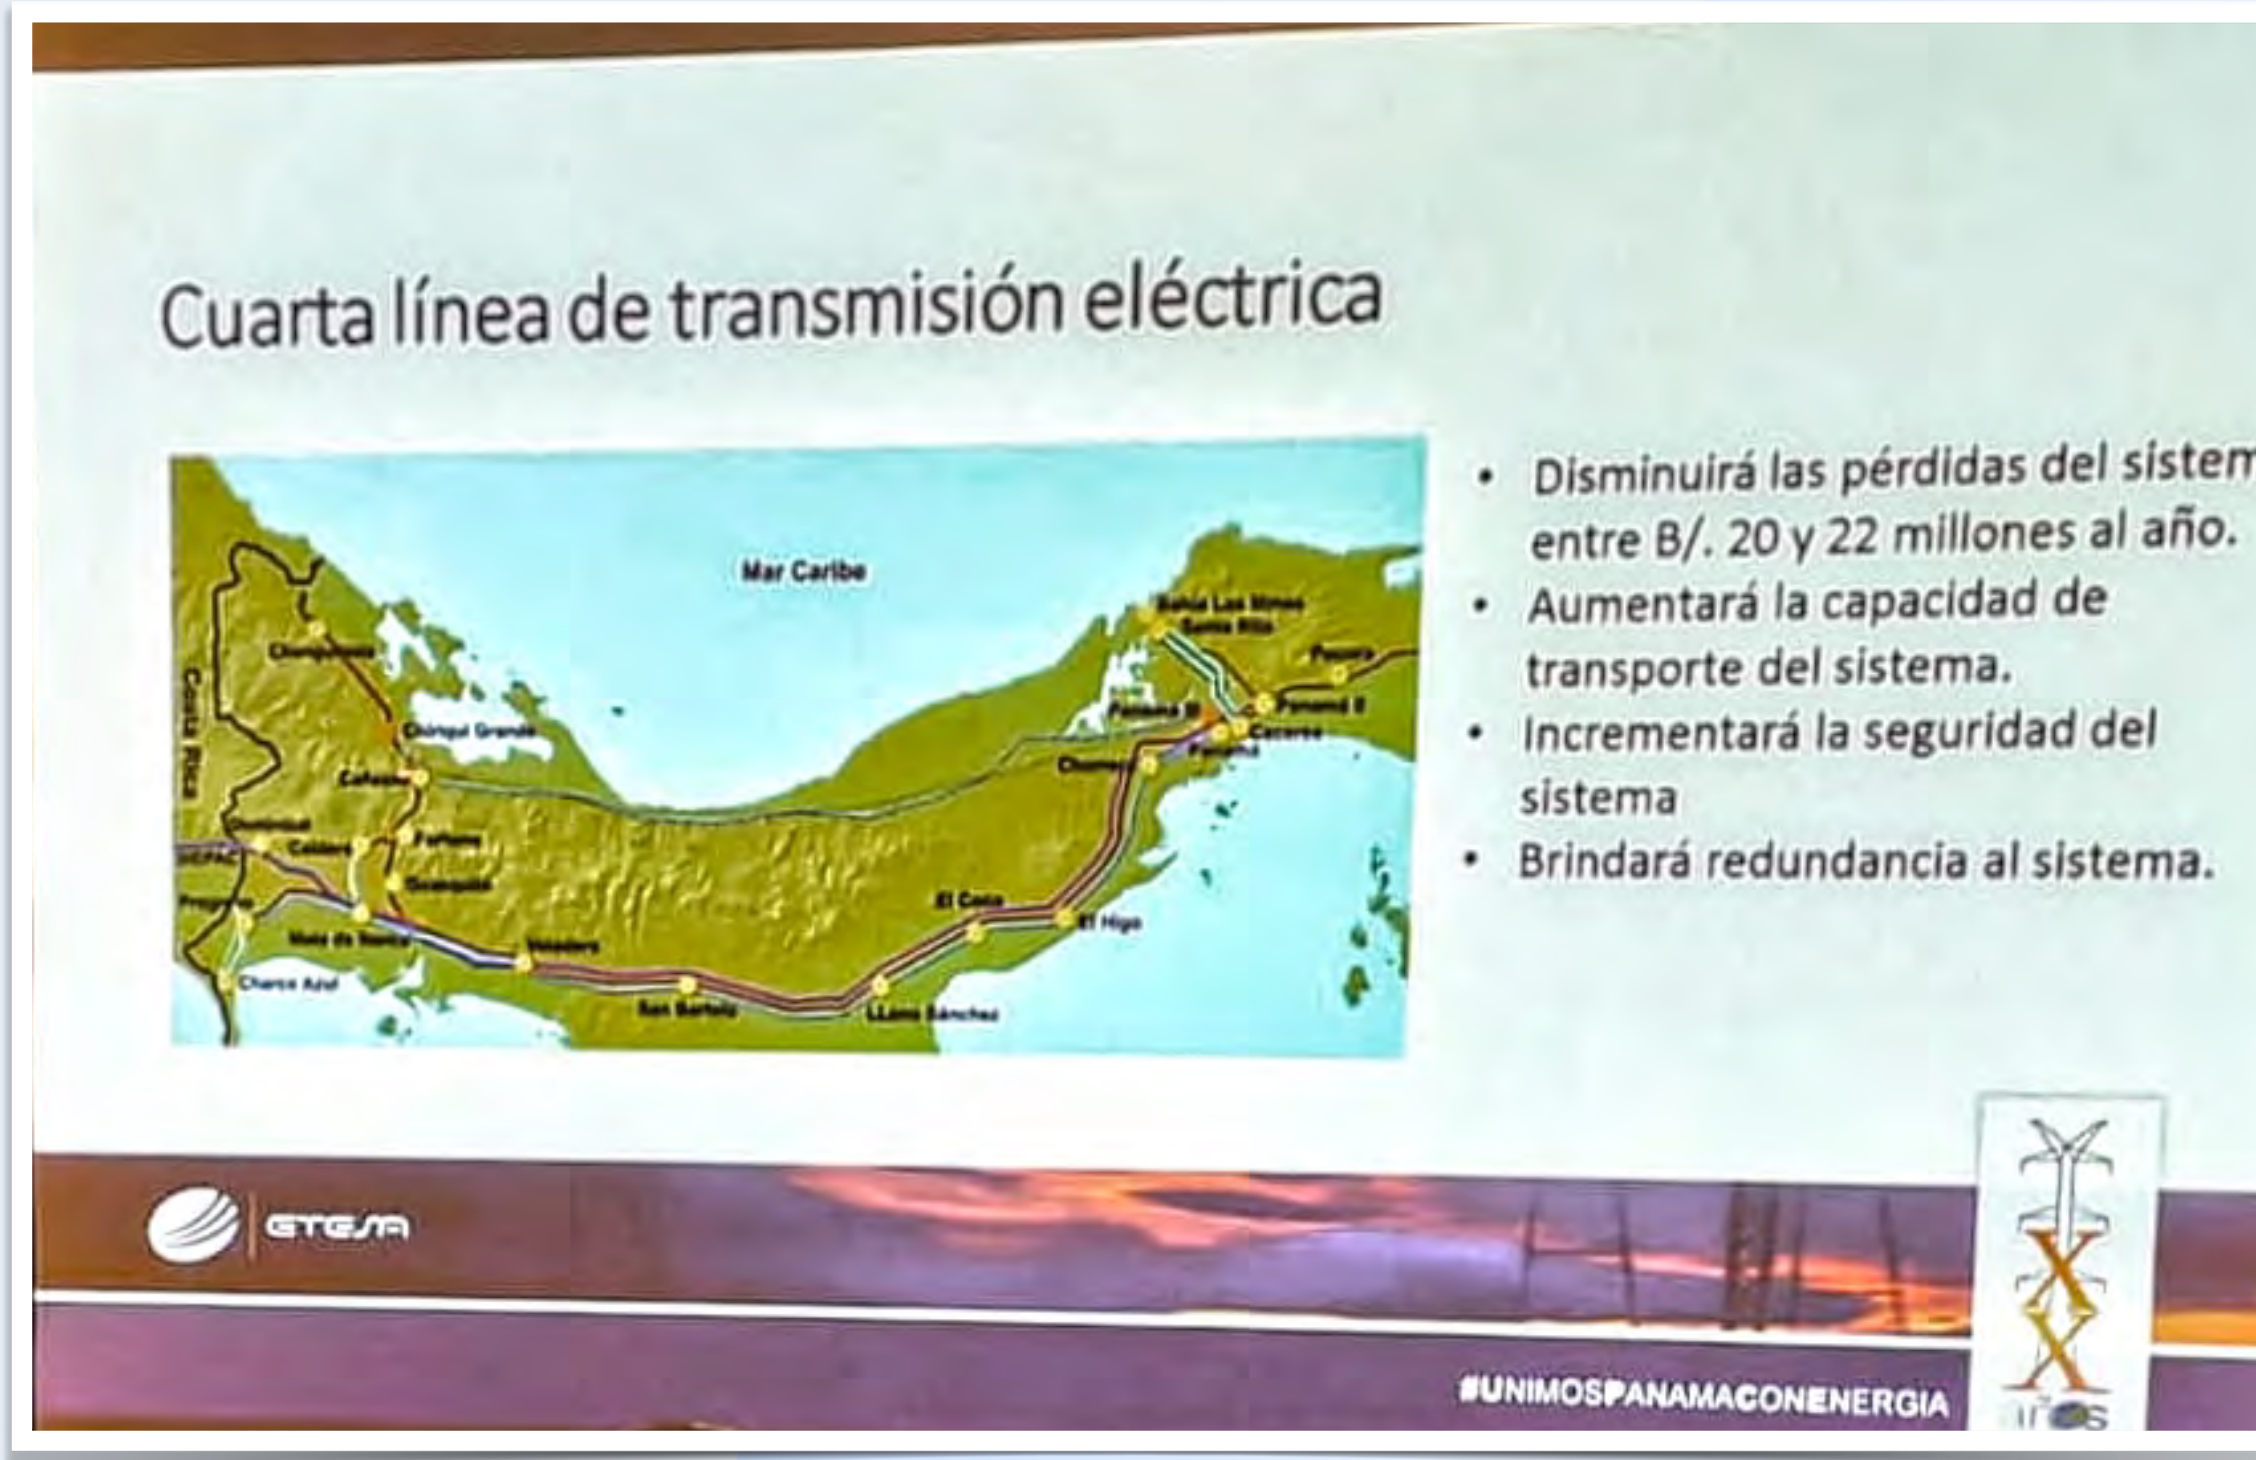 Cuarta línea de transmisión eléctrica
Mar Caribe
Bahía Las Minas
Santa Rita
Pacora
Panamá II
Panamá III
Cáceres
Panamá
Chorrera
Chiriquí Grande
Costa Rica
Cañazas
Fortuna
Caldera
Guasquitas
Progreso
Mata de Nance
Veladero
Charco Azul
San Bartolo
Llano Sánchez
El Coco
El Higo
• Disminuirá las pérdidas del sistem
entre B/. 20 y 22 millones al año.
• Aumentará la capacidad de
transporte del sistema.
• Incrementará la seguridad del
sistema
• Brindará redundancia al sistema.
ETESA
#UNIMOSPANAMACONENERGIA
XX
años